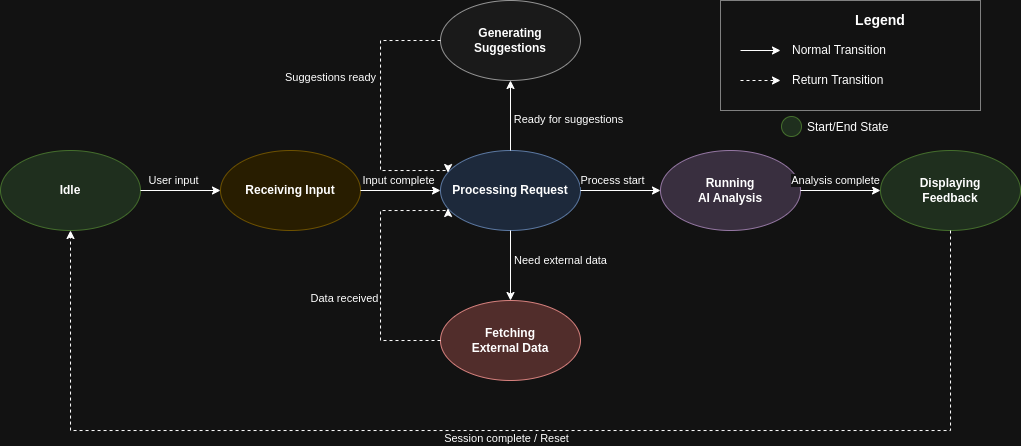 Generating
Suggestions
Legend
Normal Transition
Return Transition
Start/End State
Suggestions ready
Ready for suggestions
Idle
User input
Receiving Input
Input complete
Processing Request
Process start
Running
AI Analysis
Analysis complete
Displaying
Feedback
Need external data
Data received
Fetching
External Data
Session complete / Reset